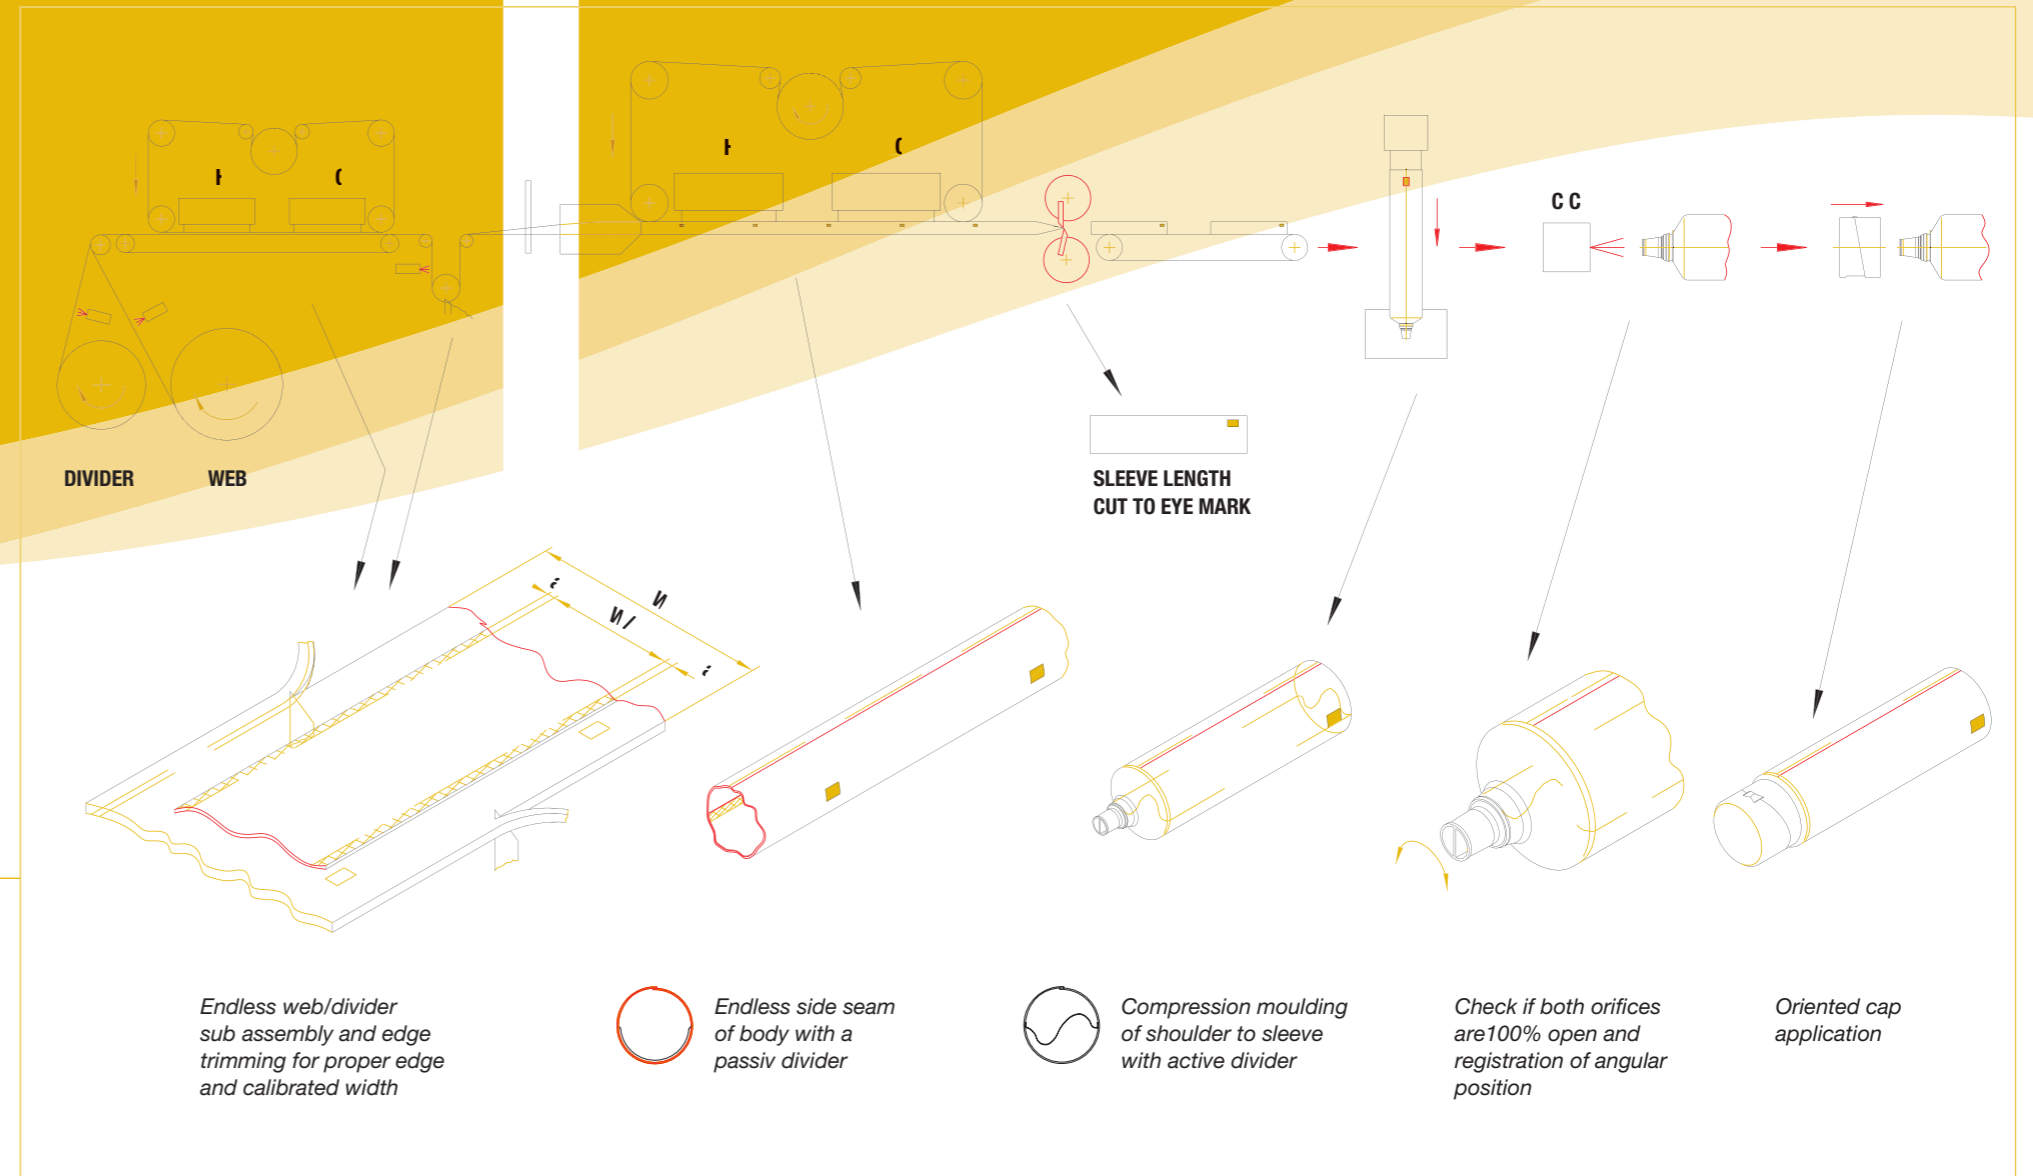 C C
DIVIDER
WEB
SLEEVE LENGTH
CUT TO EYE MARK
Endless web/divider
sub assembly and edge
trimming for proper edge
and calibrated width
Endless side seam
of body with a
passiv divider
Compression moulding
of shoulder to sleeve
with active divider
Check if both orifices
are100% open and
registration of angular
position
Oriented cap
application